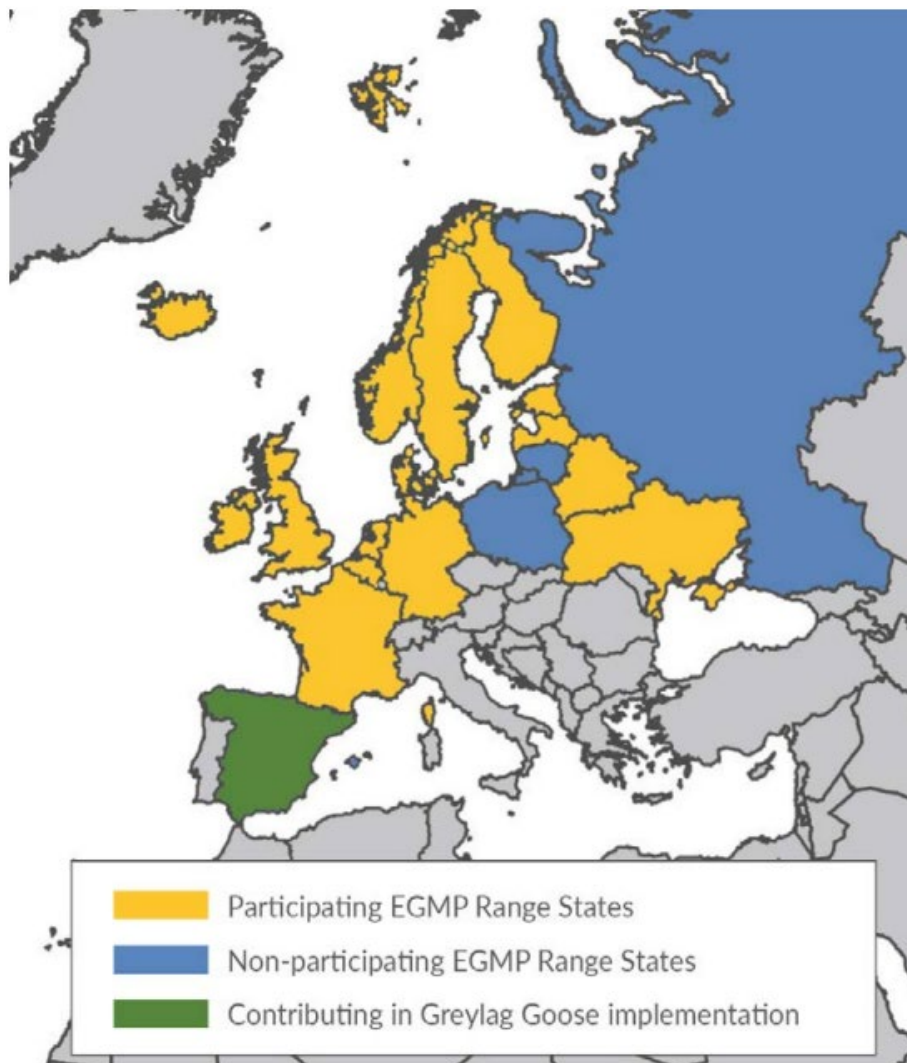 Participating EGMP Range States
Non-participating EGMP Range States
Contributing in Greylag Goose implementation